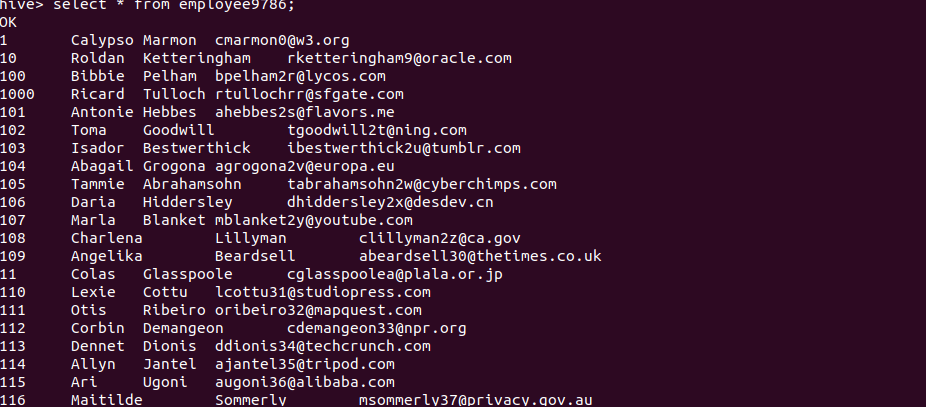 hive> select * from employee9786;
OK
1 Calypso Marmon cmarmon0@w3.org
10 Roldan Ketteringham rketteringham9@oracle.com
100 Bibbie Pelham bpelham2r@lycos.com
1000 Ricard Tulloch rtullochrr@sfgate.com
101 Antonie Hebbes ahebbes2s@flavors.me
102 Toma Goodwill tgoodwill2t@ning.com
103 Isador Bestwerthick ibestwerthick2u@tumblr.com
104 Abagail Grogona agrogona2v@europa.eu
105 Tammie Abrahamsohn tabrahamsohn2w@cyberchimps.com
106 Daria Hiddersley dhiddersley2x@desdev.cn
107 Marla Blanket mblanket2y@youtube.com
108 Charlena Lillyman clillyman2z@ca.gov
109 Angelika Beardsell abeardsell30@thetimes.co.uk
11 Colas Glasspoole cglasspoolea@plala.or.jp
110 Lexie Cottu lcottu31@studiopress.com
111 Otis Ribeiro oribeiro32@mapquest.com
112 Corbin Demangeon cdemangeon33@npr.org
113 Dennet Dionis ddionis34@techcrunch.com
114 Allyn Jantel ajantel35@tripod.com
115 Ari Ugoni augoni36@alibaba.com
116 Maitilde Sommerly msommerly37@privacy.gov.au